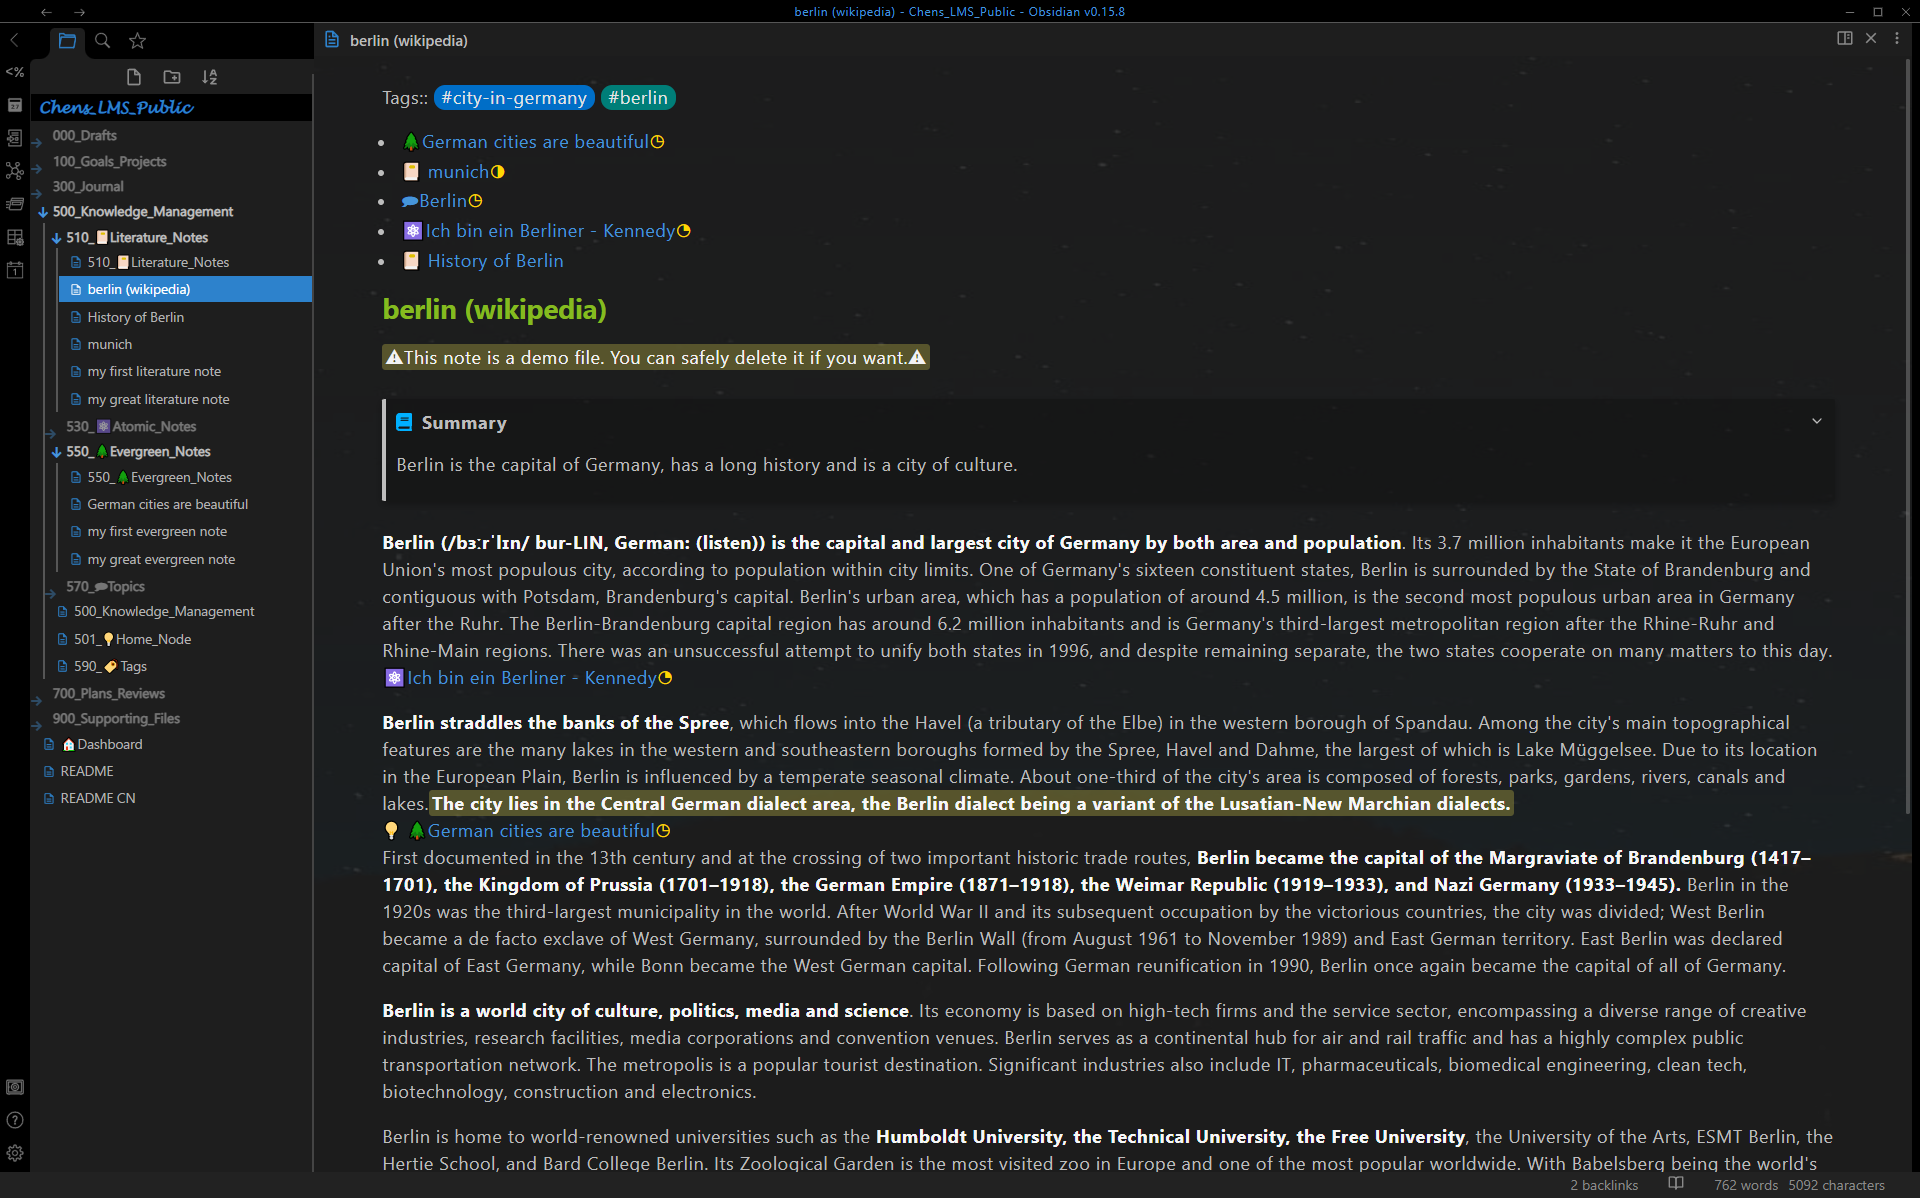 berlin (wikipedia) - Chens_LMS_Public - Obsidian v0.15.8
berlin (wikipedia)
Chens_LMS_Public
000_Drafts
100_Goals_Projects
300_Journal
500_Knowledge_Management
510_Literature_Notes
510_Literature_Notes
berlin (wikipedia)
History of Berlin
munich
my first literature note
my great literature note
530_Atomic_Notes
550_Evergreen_Notes
550_Evergreen_Notes
German cities are beautiful
my first evergreen note
my great evergreen note
570_Topics
500_Knowledge_Management
501_Home_Node
590_Tags
700_Plans_Reviews
900_Supporting_Files
Dashboard
README
README CN
Tags:: #city-in-germany #berlin
German cities are beautiful
munich
Berlin
Ich bin ein Berliner - Kennedy
History of Berlin
berlin (wikipedia)
⚠This note is a demo file. You can safely delete it if you want.⚠
Summary
Berlin is the capital of Germany, has a long history and is a city of culture.
Berlin (/bɜːrˈlɪn/ bur-LIN, German: (listen)) is the capital and largest city of Germany by both area and population. Its 3.7 million inhabitants make it the European
Union's most populous city, according to population within city limits. One of Germany's sixteen constituent states, Berlin is surrounded by the State of Brandenburg and
contiguous with Potsdam, Brandenburg's capital. Berlin's urban area, which has a population of around 4.5 million, is the second most populous urban area in Germany
after the Ruhr. The Berlin-Brandenburg capital region has around 6.2 million inhabitants and is Germany's third-largest metropolitan region after the Rhine-Ruhr and
Rhine-Main regions. There was an unsuccessful attempt to unify both states in 1996, and despite remaining separate, the two states cooperate on many matters to this day.
Ich bin ein Berliner - Kennedy
Berlin straddles the banks of the Spree, which flows into the Havel (a tributary of the Elbe) in the western borough of Spandau. Among the city's main topographical
features are the many lakes in the western and southeastern boroughs formed by the Spree, Havel and Dahme, the largest of which is Lake Müggelsee. Due to its location
in the European Plain, Berlin is influenced by a temperate seasonal climate. About one-third of the city's area is composed of forests, parks, gardens, rivers, canals and
lakes. The city lies in the Central German dialect area, the Berlin dialect being a variant of the Lusatian-New Marchian dialects.
German cities are beautiful
First documented in the 13th century and at the crossing of two important historic trade routes, Berlin became the capital of the Margraviate of Brandenburg (1417–
1701), the Kingdom of Prussia (1701–1918), the German Empire (1871–1918), the Weimar Republic (1919–1933), and Nazi Germany (1933–1945). Berlin in the
1920s was the third-largest municipality in the world. After World War II and its subsequent occupation by the victorious countries, the city was divided; West Berlin
became a de facto exclave of West Germany, surrounded by the Berlin Wall (from August 1961 to November 1989) and East German territory. East Berlin was declared
capital of East Germany, while Bonn became the West German capital. Following German reunification in 1990, Berlin once again became the capital of all of Germany.
Berlin is a world city of culture, politics, media and science. Its economy is based on high-tech firms and the service sector, encompassing a diverse range of creative
industries, research facilities, media corporations and convention venues. Berlin serves as a continental hub for air and rail traffic and has a highly complex public
transportation network. The metropolis is a popular tourist destination. Significant industries also include IT, pharmaceuticals, biomedical engineering, clean tech,
biotechnology, construction and electronics.
Berlin is home to world-renowned universities such as the Humboldt University, the Technical University, the Free University, the University of the Arts, ESMT Berlin, the
Hertie School, and Bard College Berlin. Its Zoological Garden is the most visited zoo in Europe and one of the most popular worldwide. With Babelsberg being the world's
2 backlinks 762 words 5092 characters